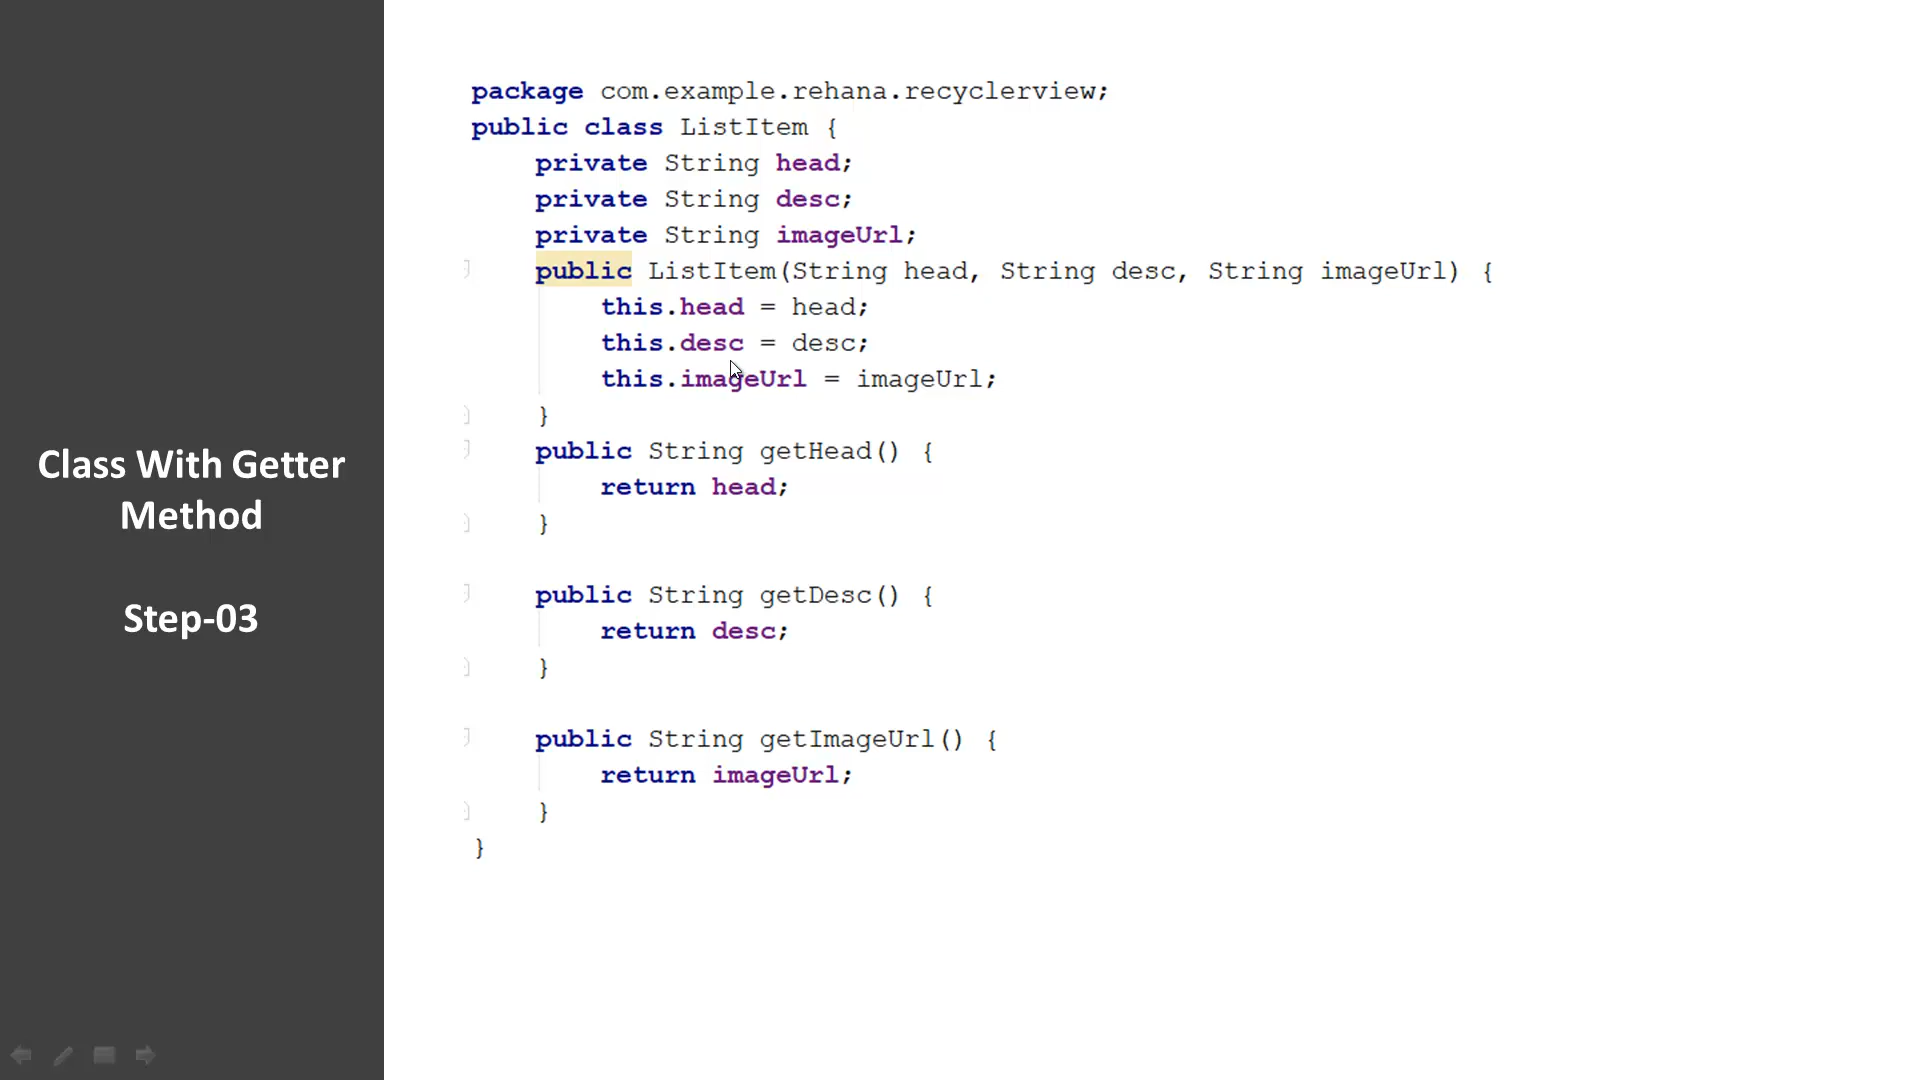 Class With Getter
Method
Step-03
package com.example.rehana.recyclerview;
public class ListItem {
private String head;
private String desc;
private String imageUrl;
public ListItem(String head, String desc, String imageUrl) {
this.head = head;
this.desc = desc;
this.imageUrl = imageUrl;
}
public String getHead() {
return head;
}
public String getDesc() {
return desc;
}
public String getImageUrl() {
return imageUrl;
}
}